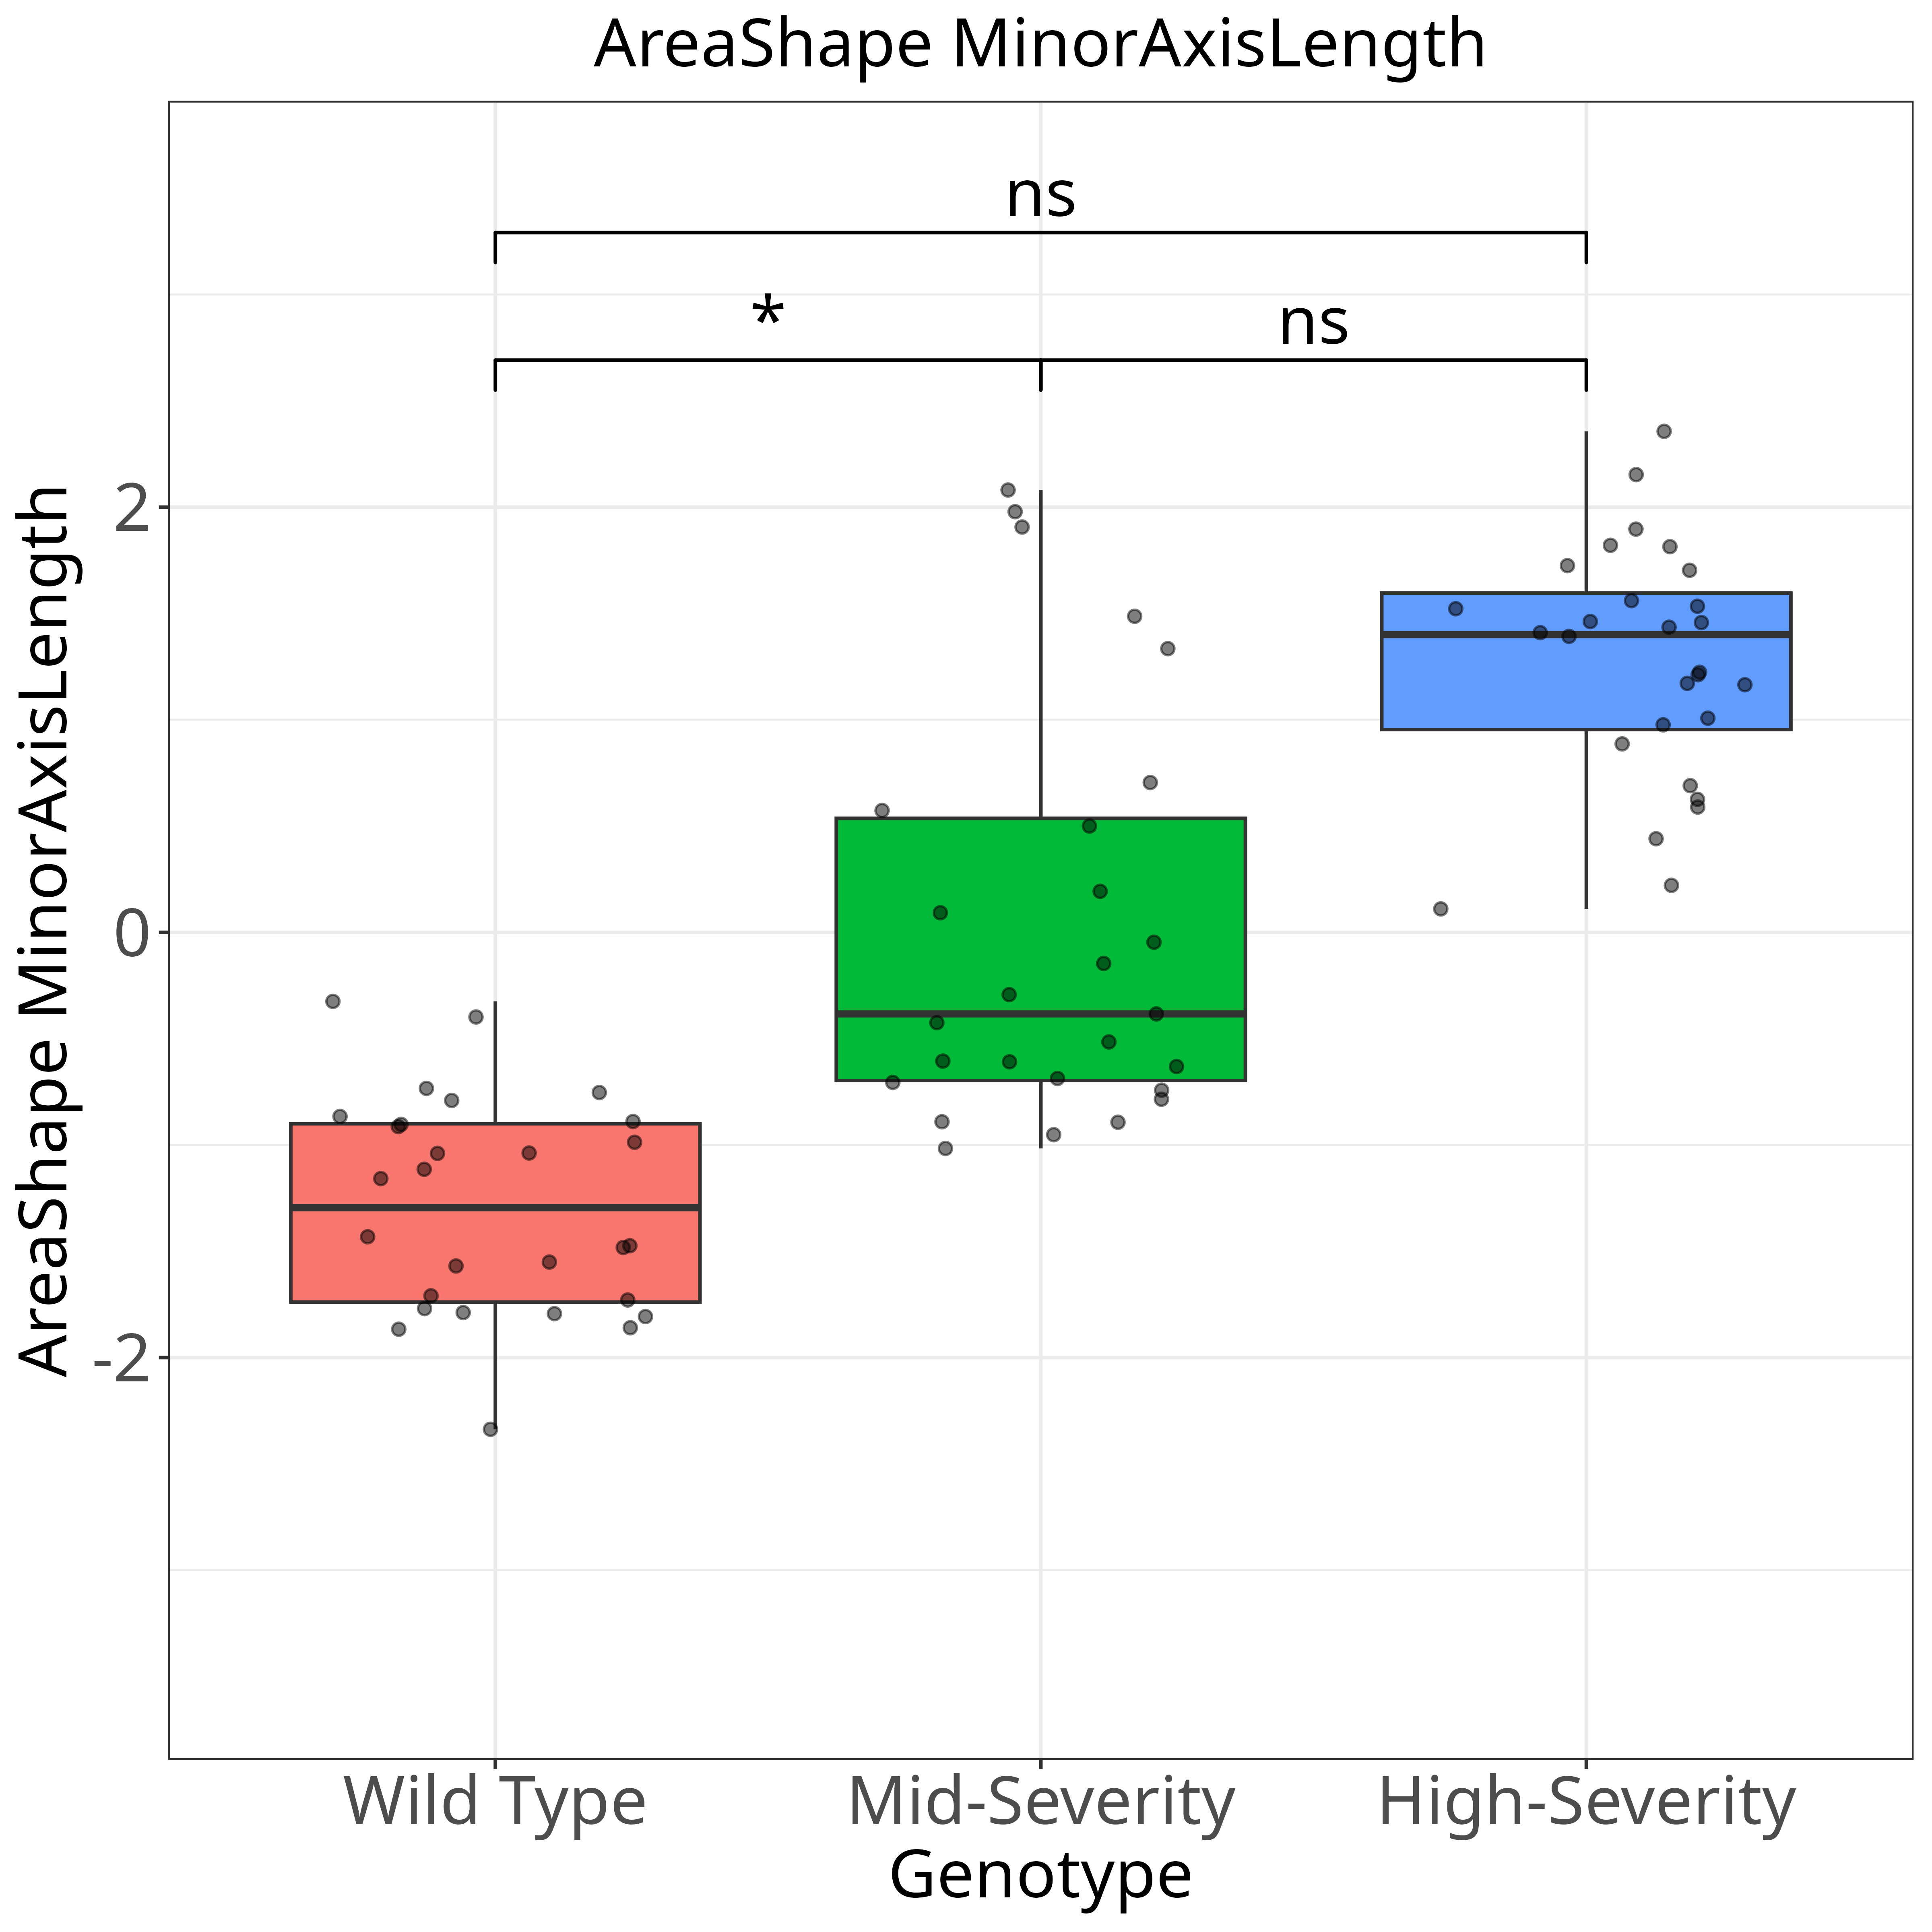 AreaShape MinorAxisLength
ns
*
ns
AreaShape MinorAxisLength
2
0
-2
Wild Type
Mid-Severity
High-Severity
Genotype